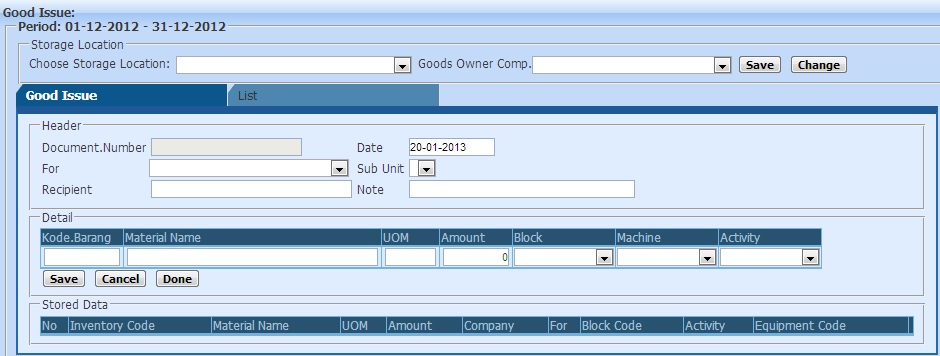 Good Issue:
Period: 01-12-2012 - 31-12-2012
Storage Location
Choose Storage Location: Goods Owner Comp. Save Change
Good Issue List
Header
Document.Number Date 20-01-2013
For Sub Unit
Recipient Note
Detail
Kode.Barang Material Name UOM Amount Block Machine Activity
0
Save Cancel Done
Stored Data
No Inventory Code Material Name UOM Amount Company For Block Code Activity Equipment Code